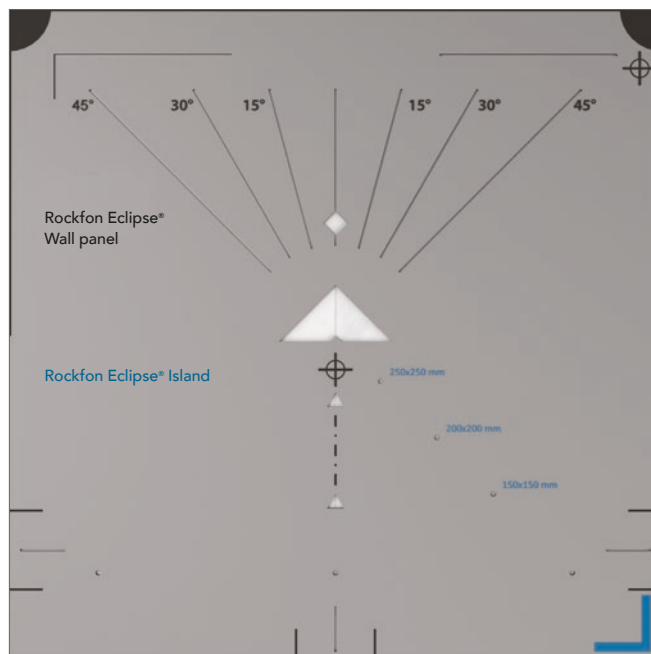 45° 30° 15° 15° 30° 45°
Rockfon Eclipse®
Wall panel
Rockfon Eclipse® Island
250x250 mm
200x200 mm
150x150 mm